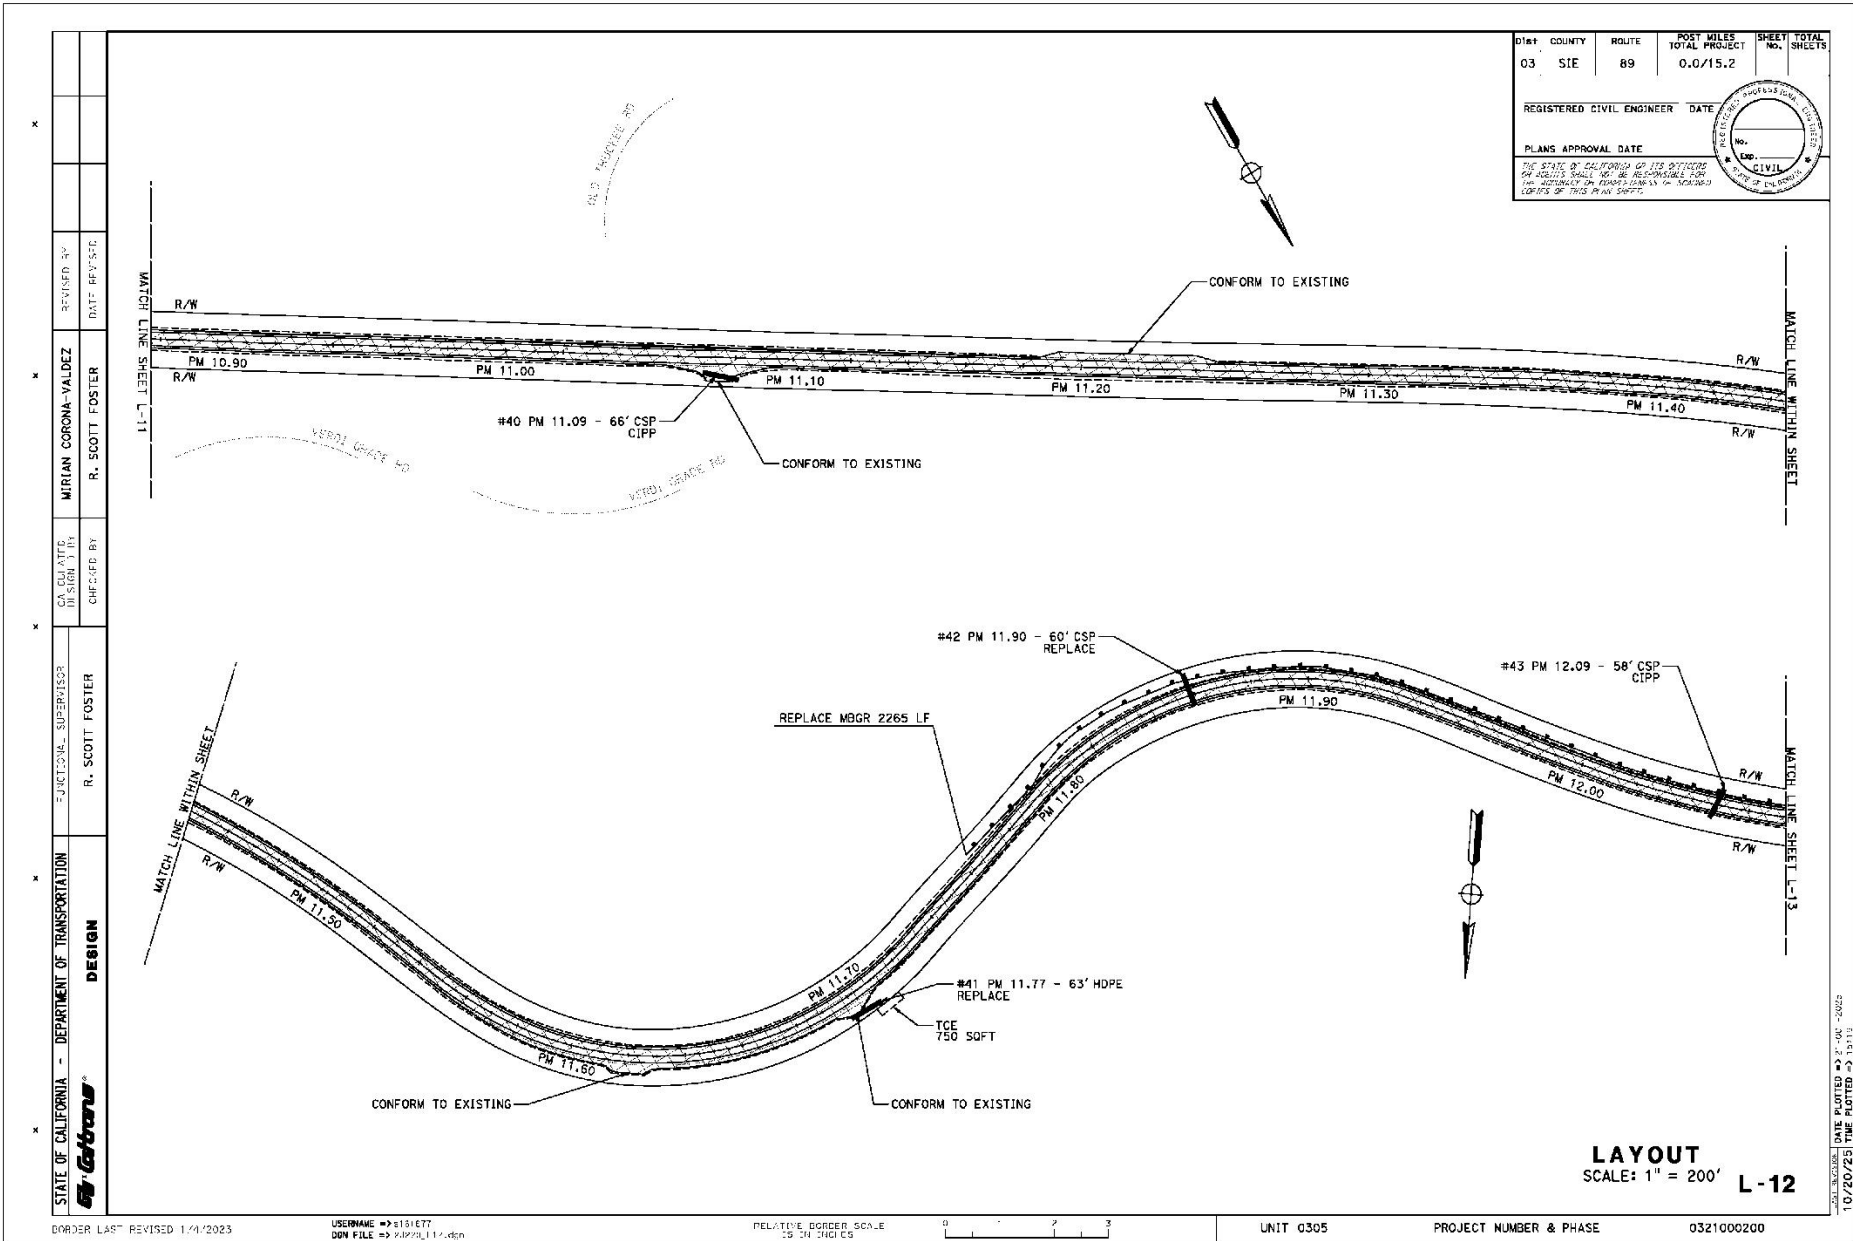 Dist COUNTY ROUTE POST MILES TOTAL PROJECT SHEET No. TOTAL SHEETS
03 SIE 89 0.0/15.2
REGISTERED CIVIL ENGINEER DATE
PLANS APPROVAL DATE
THE STATE OF CALIFORNIA OR ITS OFFICERS
OR AGENTS SHALL NOT BE RESPONSIBLE FOR
THE ACCURACY OR COMPLETENESS OF SCANNED
COPIES OF THIS PLAN SHEET.
REGISTERED PROFESSIONAL ENGINEER
No.
Exp.
CIVIL
STATE OF CALIFORNIA
OLD TRUCKEE RD
CONFORM TO EXISTING
MATCH LINE SHEET L-11
R/W
PM 10.90
R/W
PM 11.00
PM 11.10
PM 11.20
PM 11.30
PM 11.40
R/W
R/W
MATCH LINE WITHIN SHEET
#40 PM 11.09 - 66' CSP
CIPP
CONFORM TO EXISTING
VERDI GRADE RD
VERDI GRADE RD
#42 PM 11.90 - 60' CSP
REPLACE
#43 PM 12.09 - 58' CSP
CIPP
REPLACE MBGR 2265 LF
MATCH LINE WITHIN SHEET
R/W
R/W
PM 11.50
PM 11.60
PM 11.70
PM 11.80
PM 11.90
PM 12.00
R/W
R/W
MATCH LINE SHEET L-13
#41 PM 11.77 - 63' HDPE
REPLACE
TCE
750 SQFT
CONFORM TO EXISTING
CONFORM TO EXISTING
LAYOUT
SCALE: 1" = 200'
L-12
REVISED BY
DATE REVISED
MIRIAN CORONA-VALDEZ
R. SCOTT FOSTER
CALCULATED
DESIGNED BY
CHECKED BY
FUNCTIONAL SUPERVISOR
R. SCOTT FOSTER
STATE OF CALIFORNIA - DEPARTMENT OF TRANSPORTATION
DESIGN
Caltrans
BORDER LAST REVISED
USERNAME => s161677
DGN FILE =>
RELATIVE BORDER SCALE
IS IN INCHES
0 1 2 3
UNIT 0305
PROJECT NUMBER & PHASE
0321000200
DATE PLOTTED =>
TIME PLOTTED =>
10/20/25